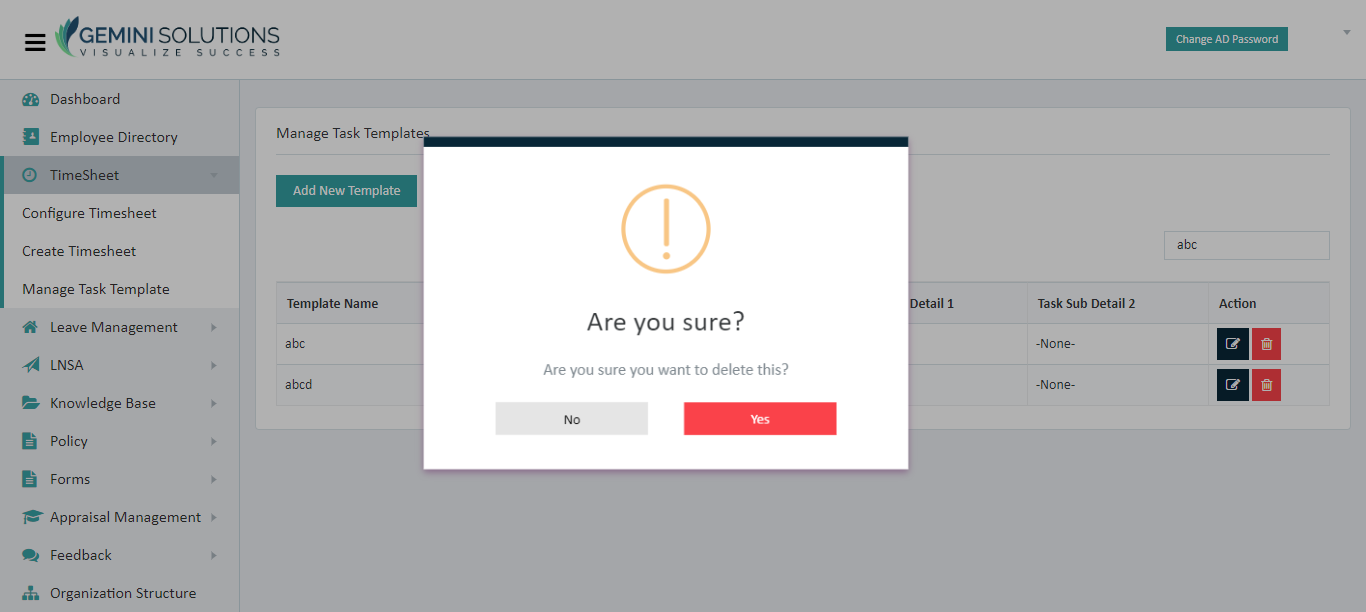 GEMINI SOLUTIONS
VISUALIZE SUCCESS
Change AD Password
Dashboard
Employee Directory
TimeSheet
Configure Timesheet
Create Timesheet
Manage Task Template
Leave Management
LNSA
Knowledge Base
Policy
Forms
Appraisal Management
Feedback
Organization Structure
Manage Task Templates
Add New Template
abc
Template Name
Detail 1
Task Sub Detail 2
Action
abc
-None-
abcd
-None-
Are you sure?
Are you sure you want to delete this?
No
Yes